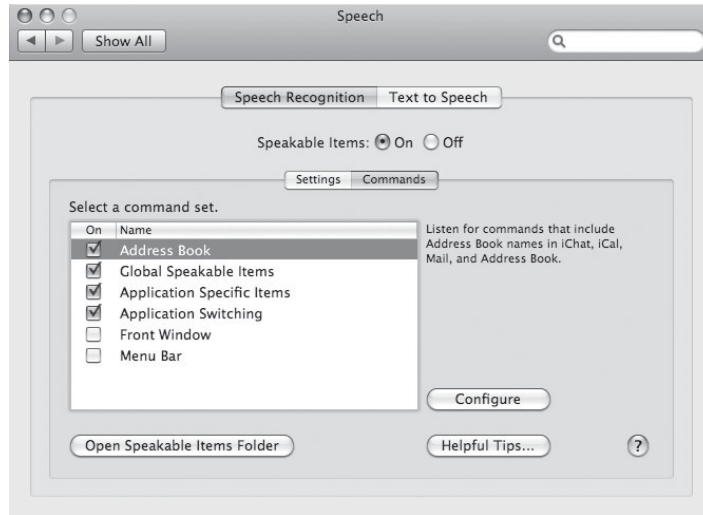 Speech
Show All
Speech Recognition Text to Speech
Speakable Items: On Off
Settings Commands
Select a command set.
On Name
Address Book
Global Speakable Items
Application Specific Items
Application Switching
Front Window
Menu Bar
Listen for commands that include
Address Book names in iChat, iCal,
Mail, and Address Book.
Configure
Open Speakable Items Folder
Helpful Tips...
?